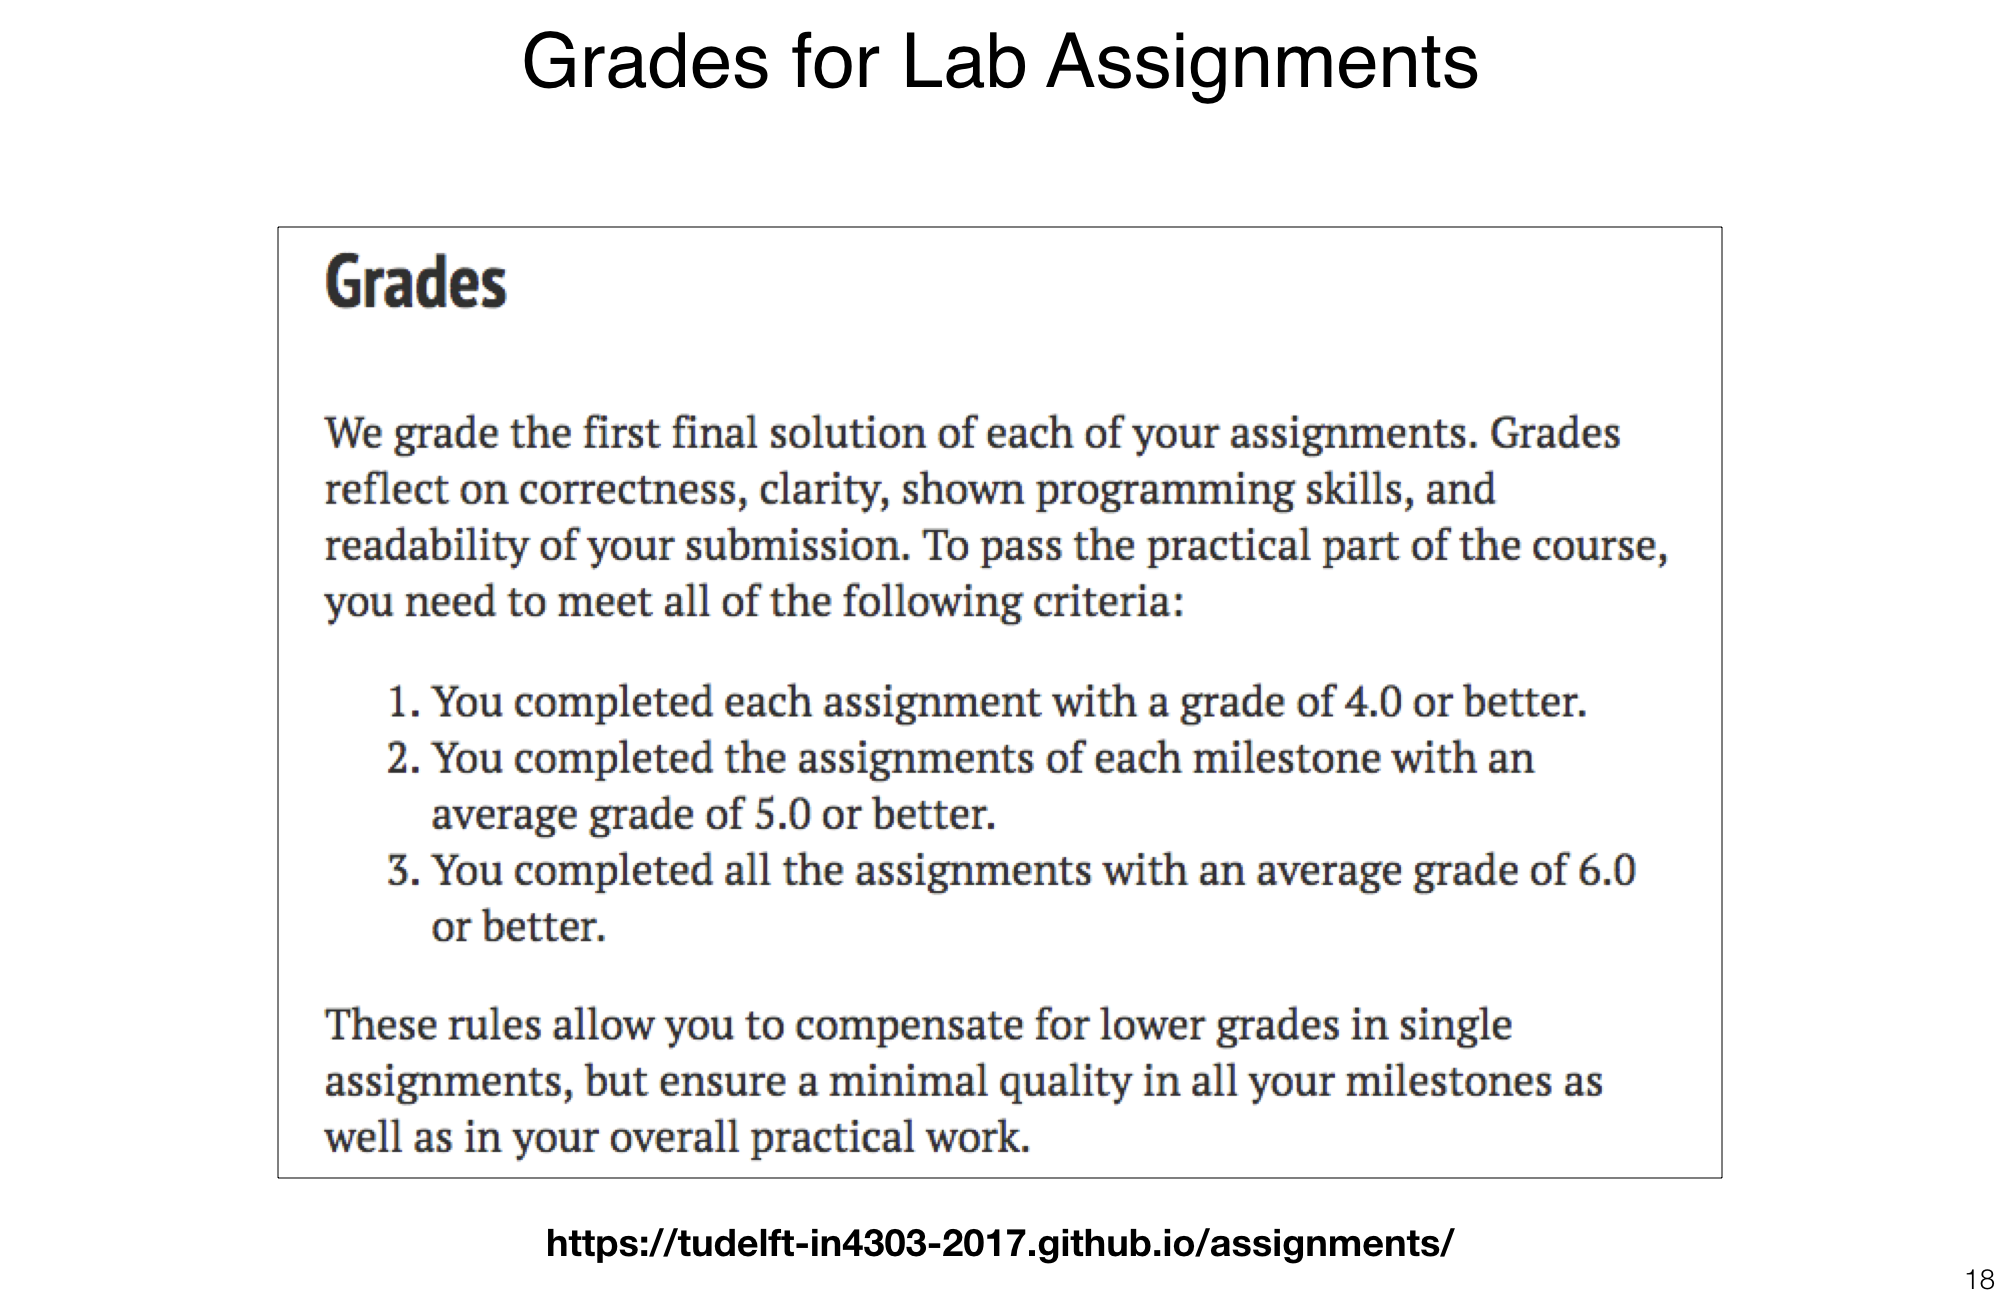 Grades for Lab Assignments
Grades
We grade the first final solution of each of your assignments. Grades
reflect on correctness, clarity, shown programming skills, and
readability of your submission. To pass the practical part of the course,
you need to meet all of the following criteria:
1. You completed each assignment with a grade of 4.0 or better.
2. You completed the assignments of each milestone with an
average grade of 5.0 or better.
3. You completed all the assignments with an average grade of 6.0
or better.
These rules allow you to compensate for lower grades in single
assignments, but ensure a minimal quality in all your milestones as
well as in your overall practical work.
https://tudelft-in4303-2017.github.io/assignments/
18